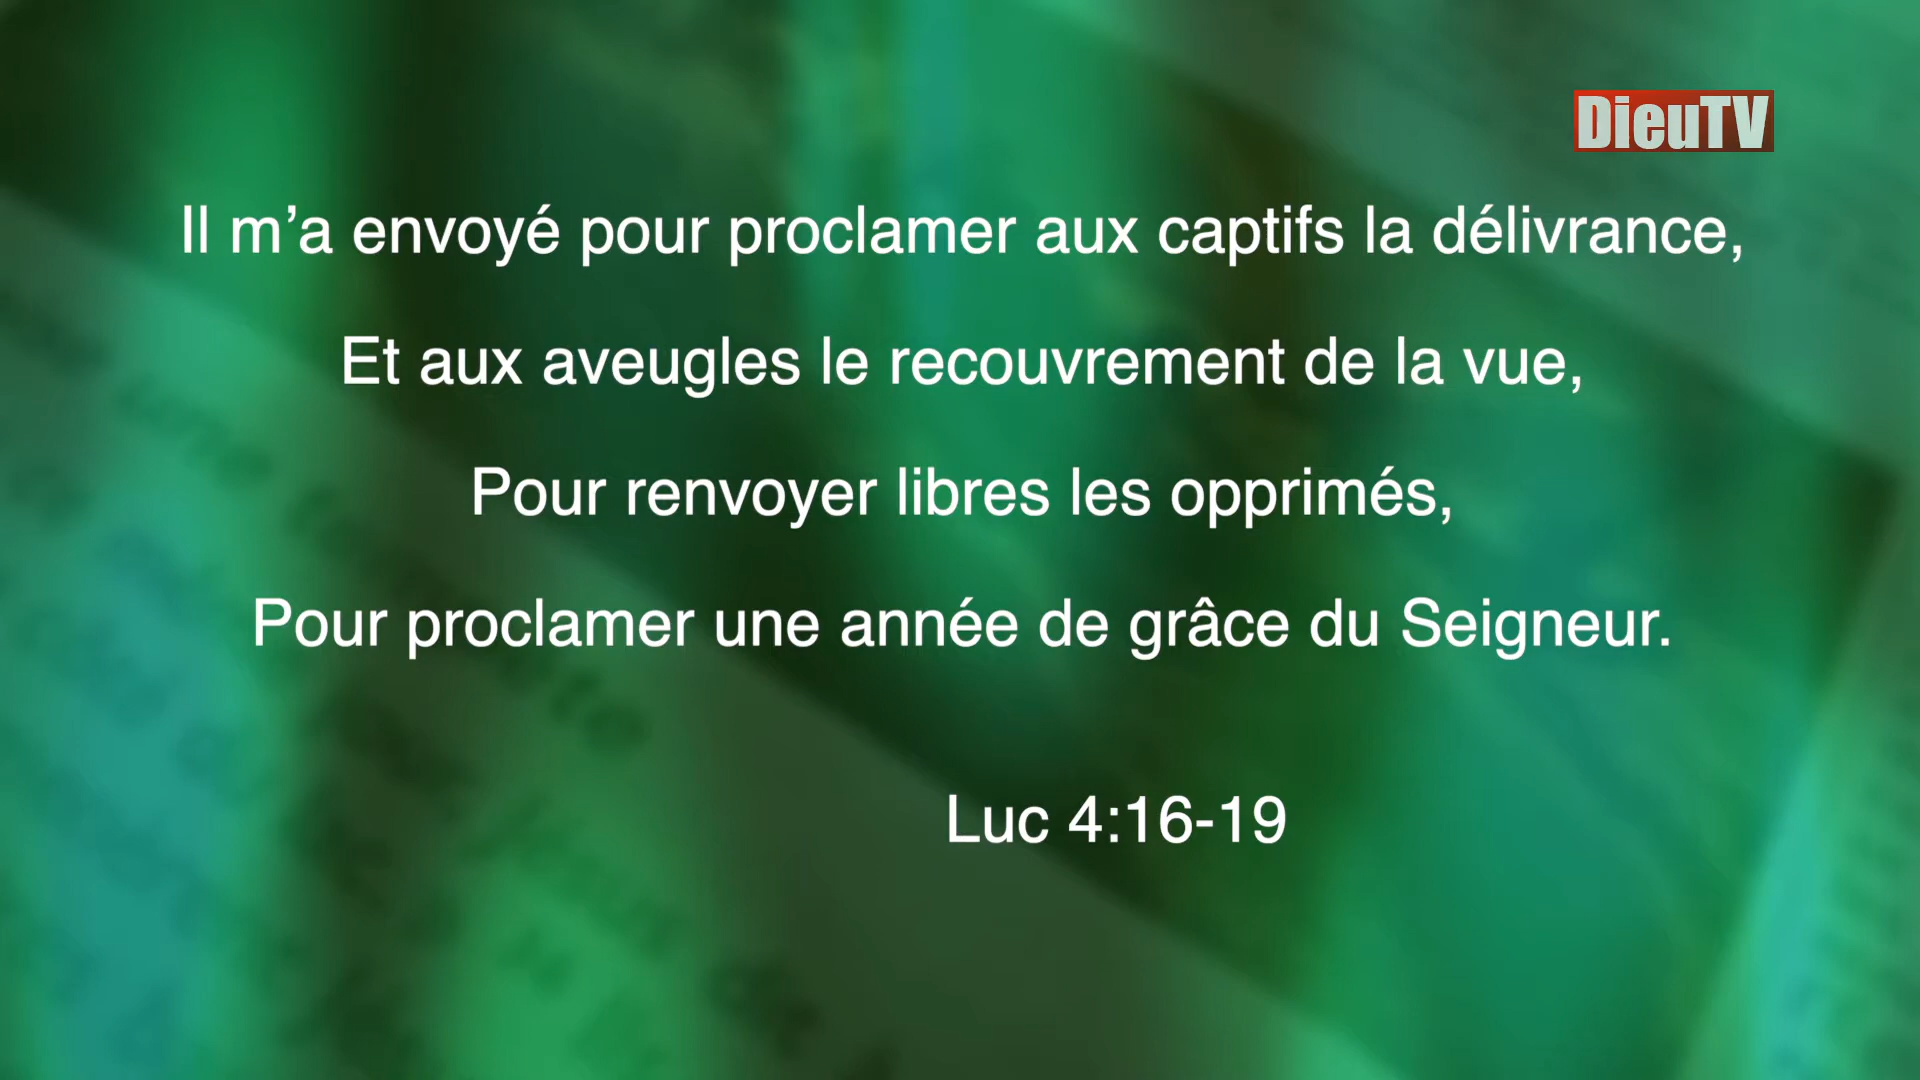 DieuTV
Il m’a envoyé pour proclamer aux captifs la délivrance,
Et aux aveugles le recouvrement de la vue,
Pour renvoyer libres les opprimés,
Pour proclamer une année de grâce du Seigneur.
Luc 4:16-19